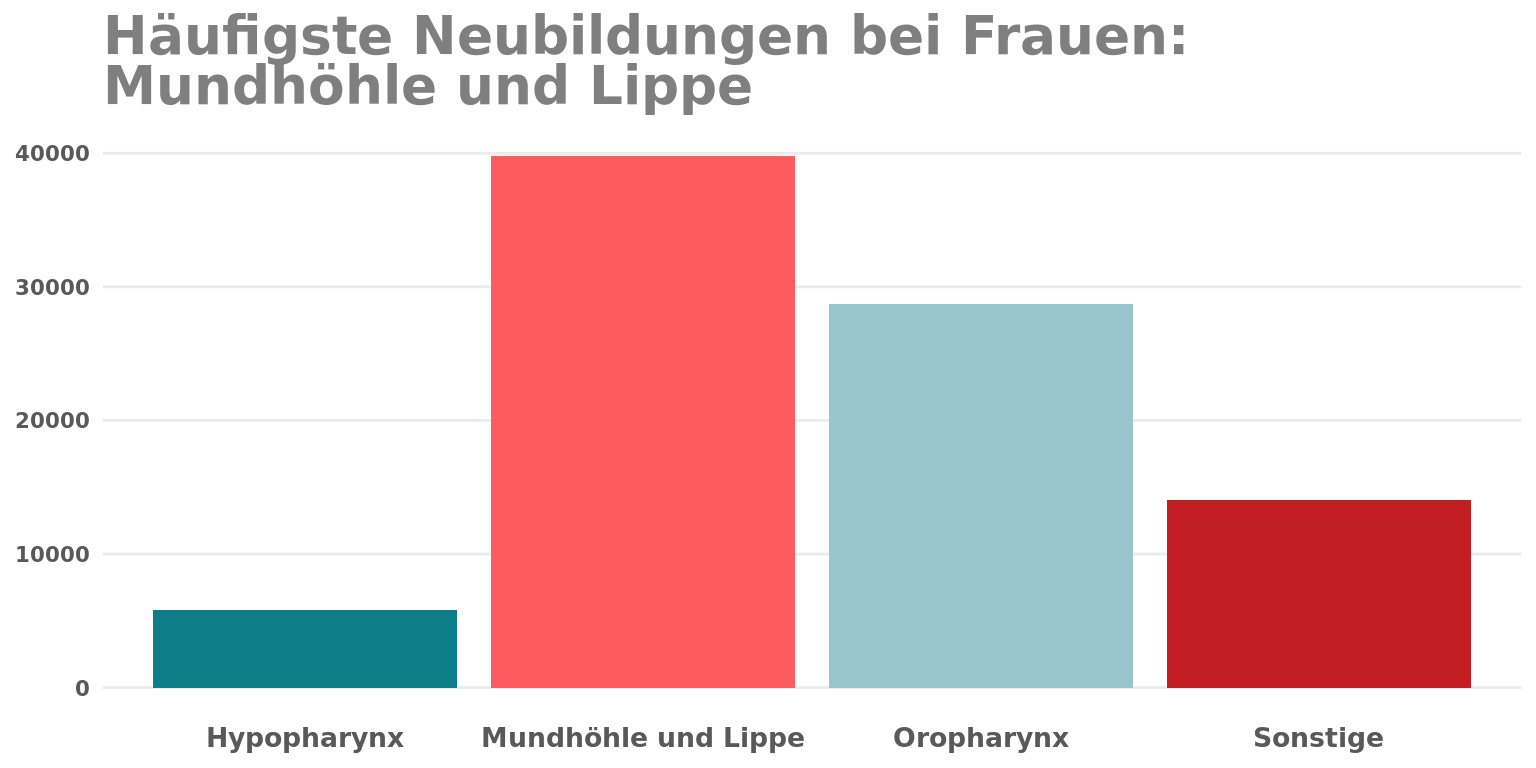 Häufigste Neubildungen bei Frauen:
Mundhöhle und Lippe
40000
30000
20000
10000
0
Hypopharynx
Mundhöhle und Lippe
Oropharynx
Sonstige